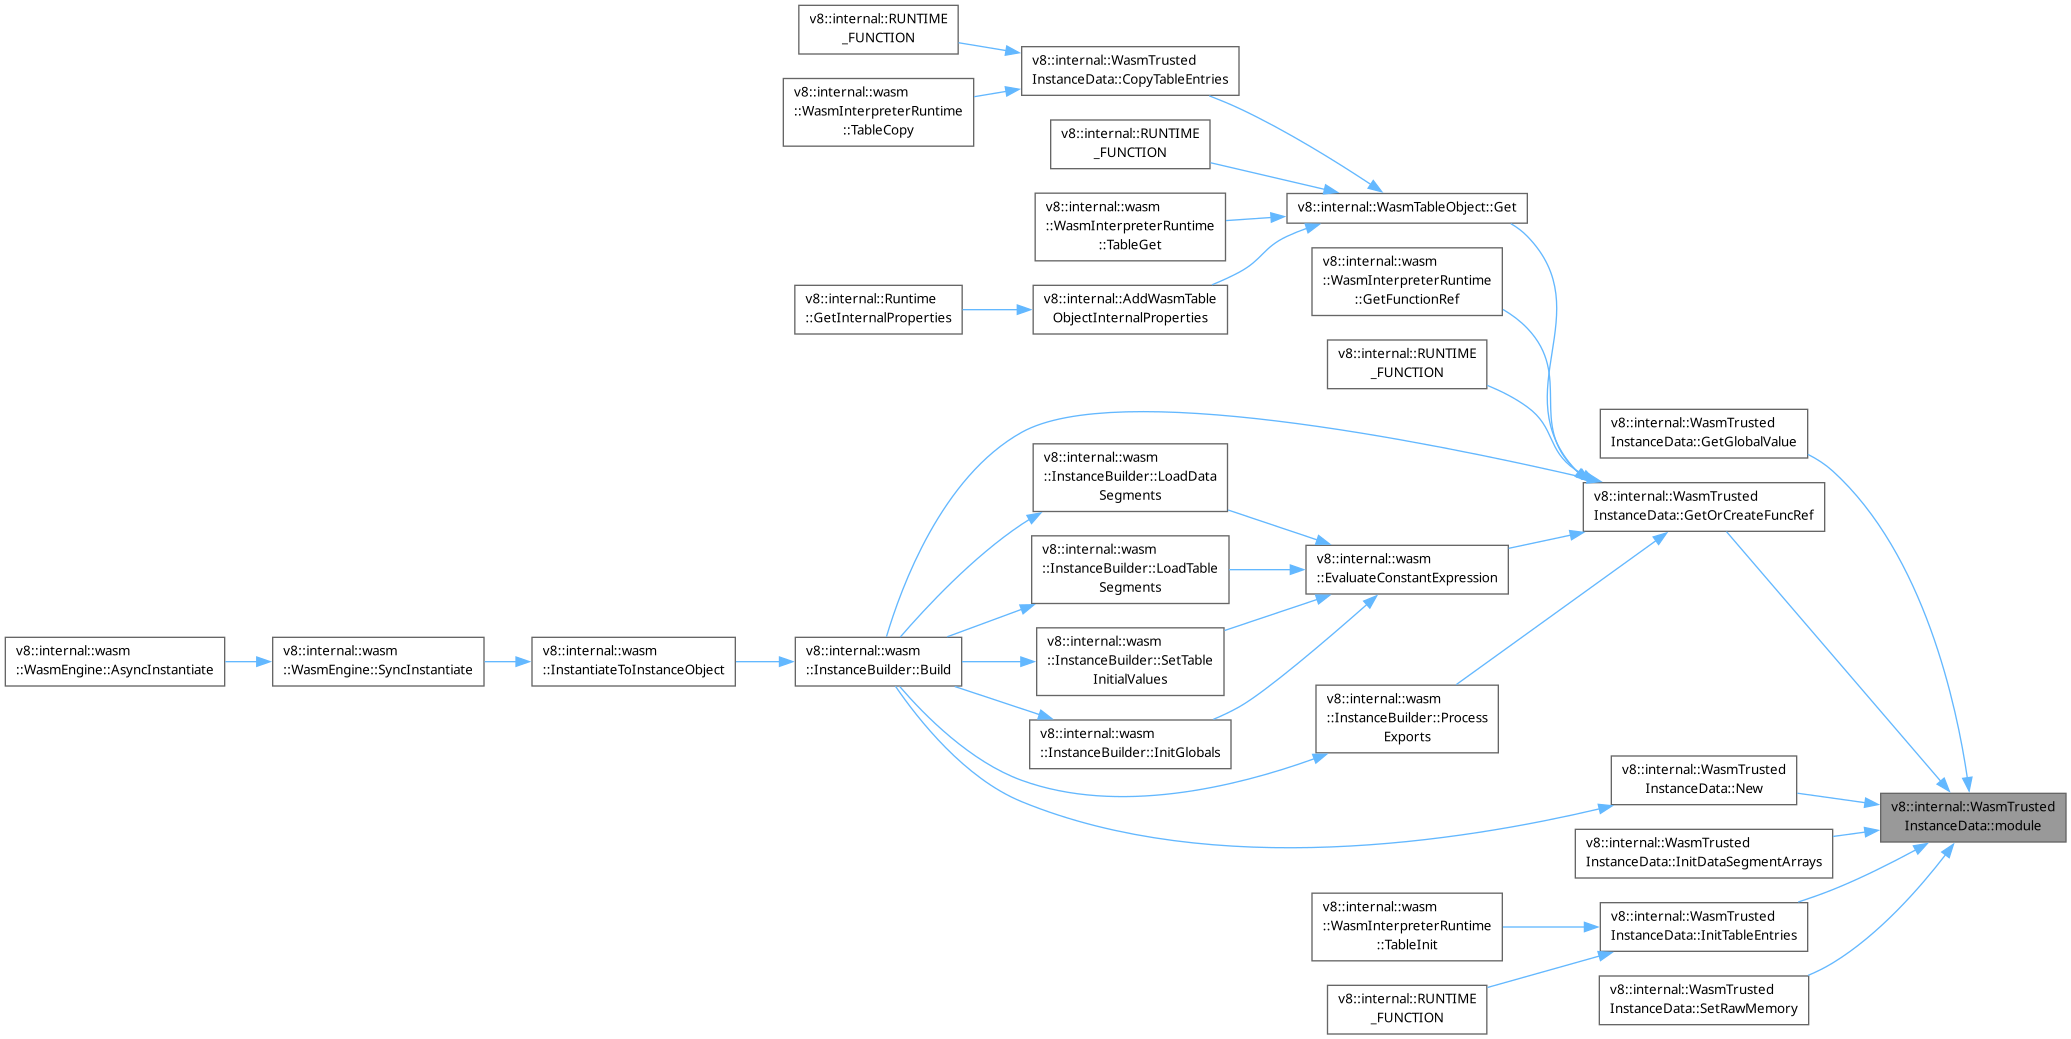 v8::internal::RUNTIME
_FUNCTION
v8::internal::WasmTrusted
InstanceData::CopyTableEntries
v8::internal::wasm
::WasmInterpreterRuntime
::TableCopy
v8::internal::RUNTIME
_FUNCTION
v8::internal::wasm
::WasmInterpreterRuntime
::TableGet
v8::internal::WasmTableObject::Get
v8::internal::wasm
::WasmInterpreterRuntime
::GetFunctionRef
v8::internal::Runtime
::GetInternalProperties
v8::internal::AddWasmTable
ObjectInternalProperties
v8::internal::RUNTIME
_FUNCTION
v8::internal::WasmTrusted
InstanceData::GetGlobalValue
v8::internal::wasm
::InstanceBuilder::LoadData
Segments
v8::internal::WasmTrusted
InstanceData::GetOrCreateFuncRef
v8::internal::wasm
::InstanceBuilder::LoadTable
Segments
v8::internal::wasm
::EvaluateConstantExpression
v8::internal::wasm
::WasmEngine::AsyncInstantiate
v8::internal::wasm
::WasmEngine::SyncInstantiate
v8::internal::wasm
::InstantiateToInstanceObject
v8::internal::wasm
::InstanceBuilder::Build
v8::internal::wasm
::InstanceBuilder::SetTable
InitialValues
v8::internal::wasm
::InstanceBuilder::Process
Exports
v8::internal::wasm
::InstanceBuilder::InitGlobals
v8::internal::WasmTrusted
InstanceData::New
v8::internal::WasmTrusted
InstanceData::module
v8::internal::WasmTrusted
InstanceData::InitDataSegmentArrays
v8::internal::wasm
::WasmInterpreterRuntime
::TableInit
v8::internal::WasmTrusted
InstanceData::InitTableEntries
v8::internal::RUNTIME
_FUNCTION
v8::internal::WasmTrusted
InstanceData::SetRawMemory